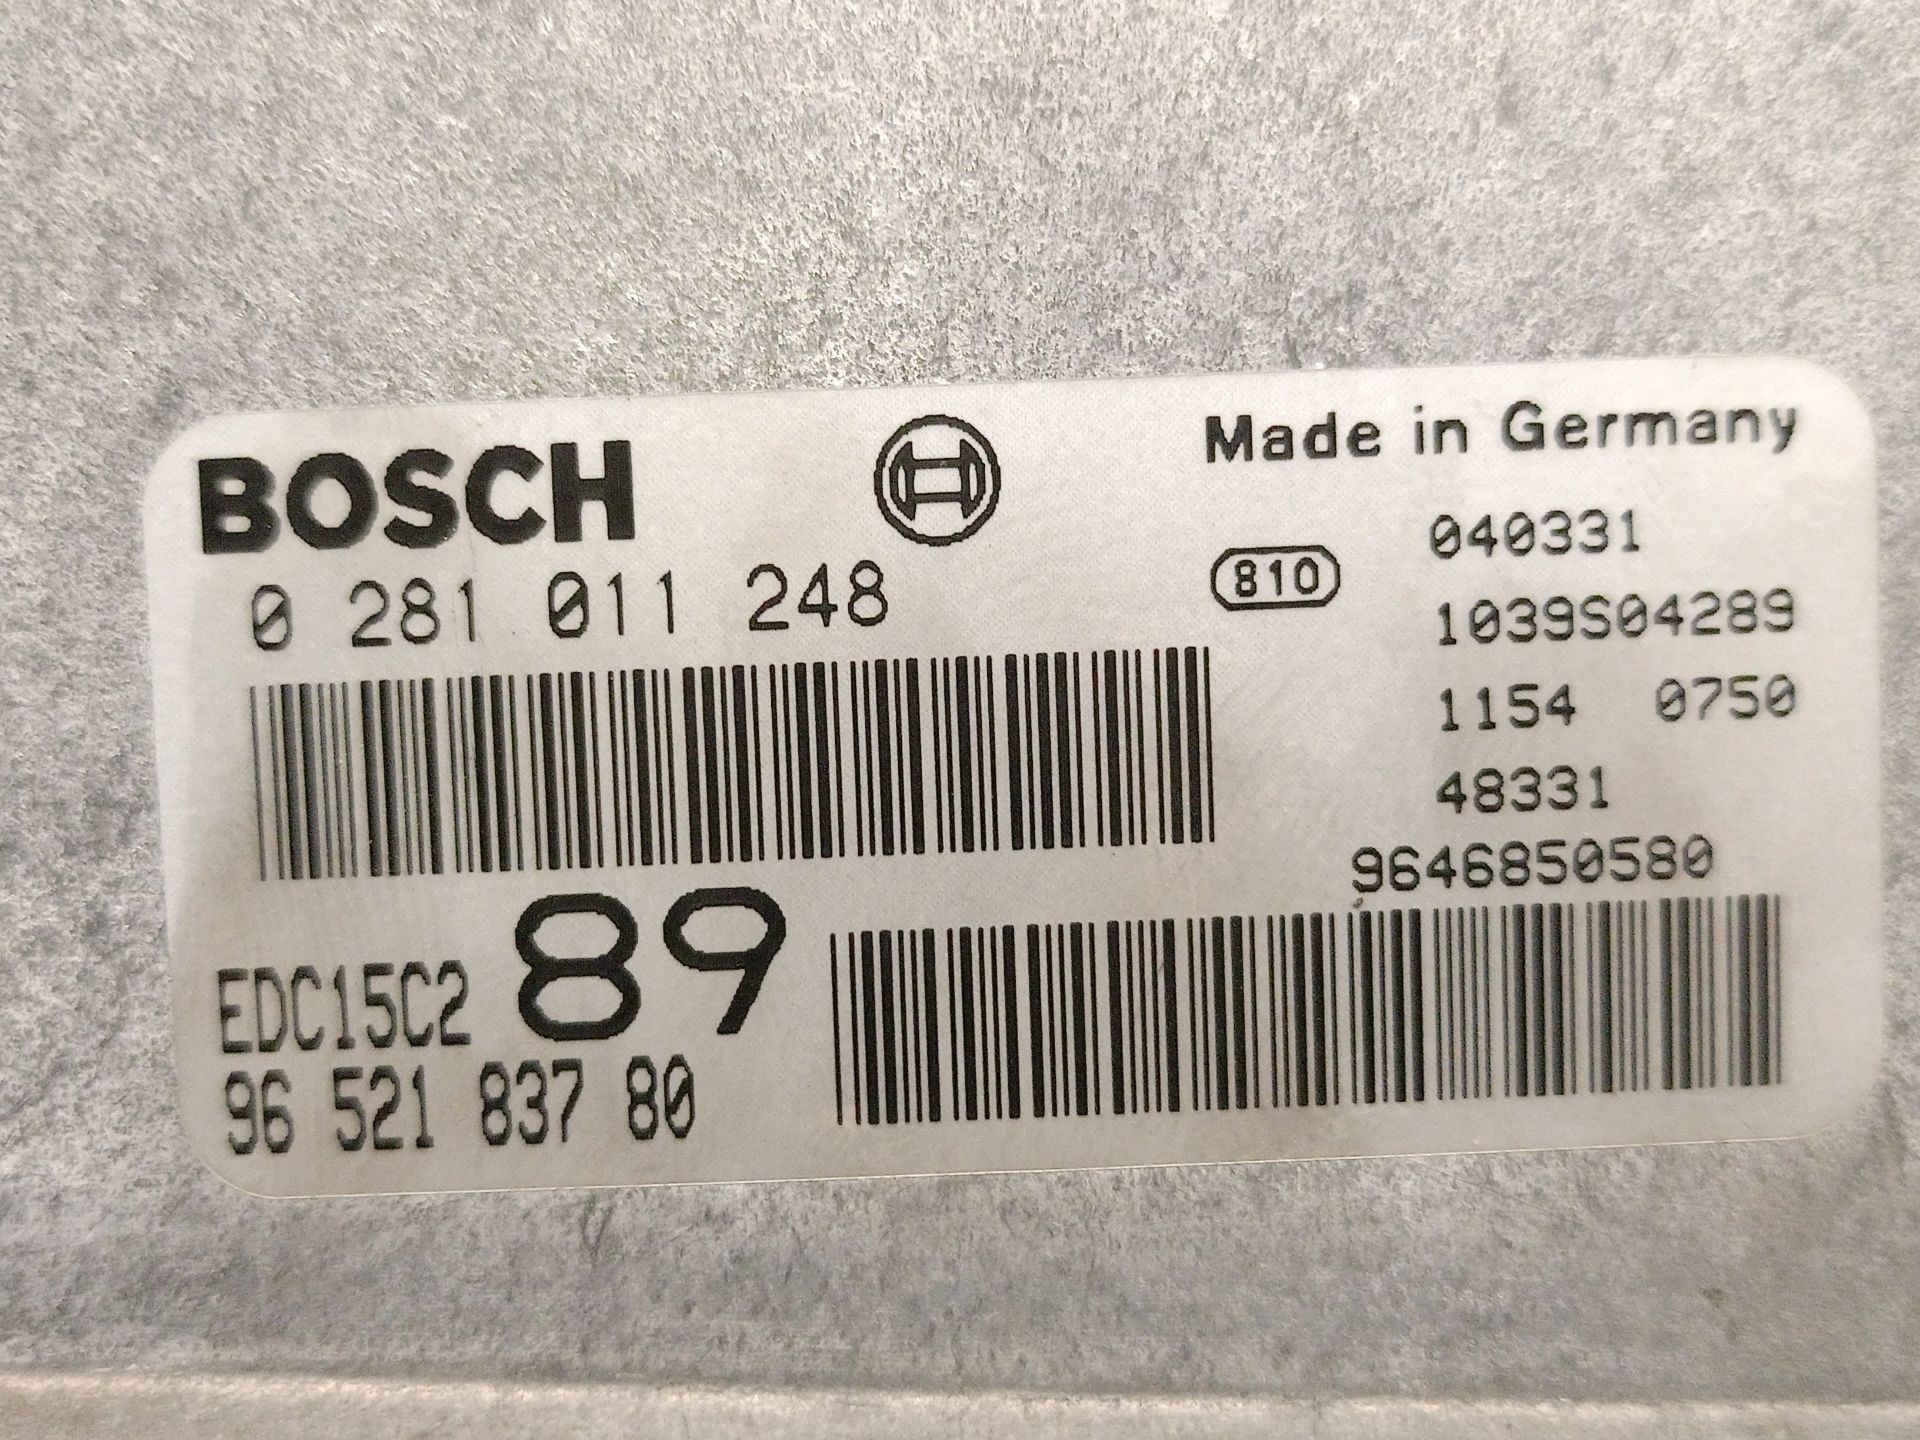 BOSCH
Made in Germany
0 281 011 248
810
040331
1039S04289
1154 0750
48331
9646850580
EDC15C2 89
96 521 837 80